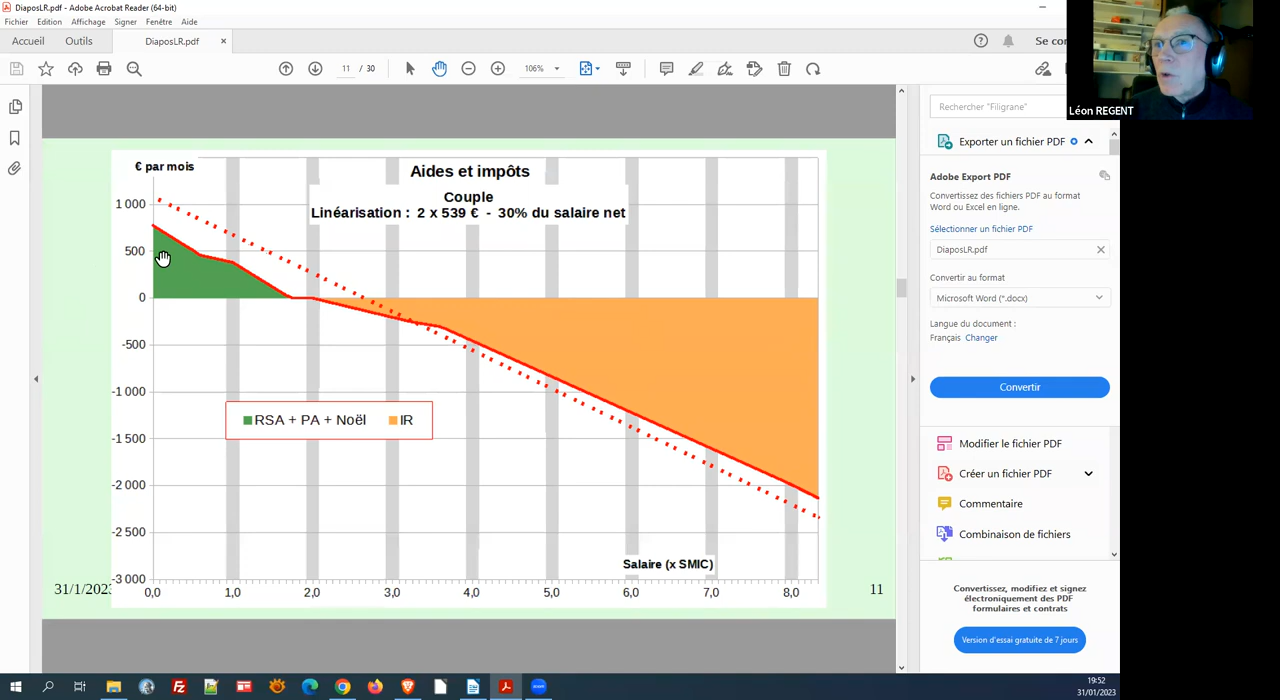 DiaposLR.pdf - Adobe Acrobat Reader (64-bit)
Fichier Edition Affichage Signer Fenêtre Aide
Accueil Outils DiaposLR.pdf × Se co
11 / 30 106%
Léon REGENT
€ par mois
Aides et impôts
Couple
Linéarisation : 2 x 539 € - 30% du salaire net
1 000
500
0
-500
-1 000
-1 500
-2 000
-2 500
-3 000
RSA + PA + Noël IR
Salaire (x SMIC)
0,0 1,0 2,0 3,0 4,0 5,0 6,0 7,0 8,0
31/1/2023 11
Rechercher "Filigrane"
Exporter un fichier PDF
Adobe Export PDF
Convertissez des fichiers PDF au format
Word ou Excel en ligne.
Sélectionner un fichier PDF
DiaposLR.pdf
Convertir au format
Microsoft Word (*.docx)
Langue du document :
Français Changer
Convertir
Modifier le fichier PDF
Créer un fichier PDF
Commentaire
Combinaison de fichiers
Convertissez, modifiez et signez
électroniquement des PDF
formulaires et contrats
Version d'essai gratuite de 7 jours
19:52
31/01/2023